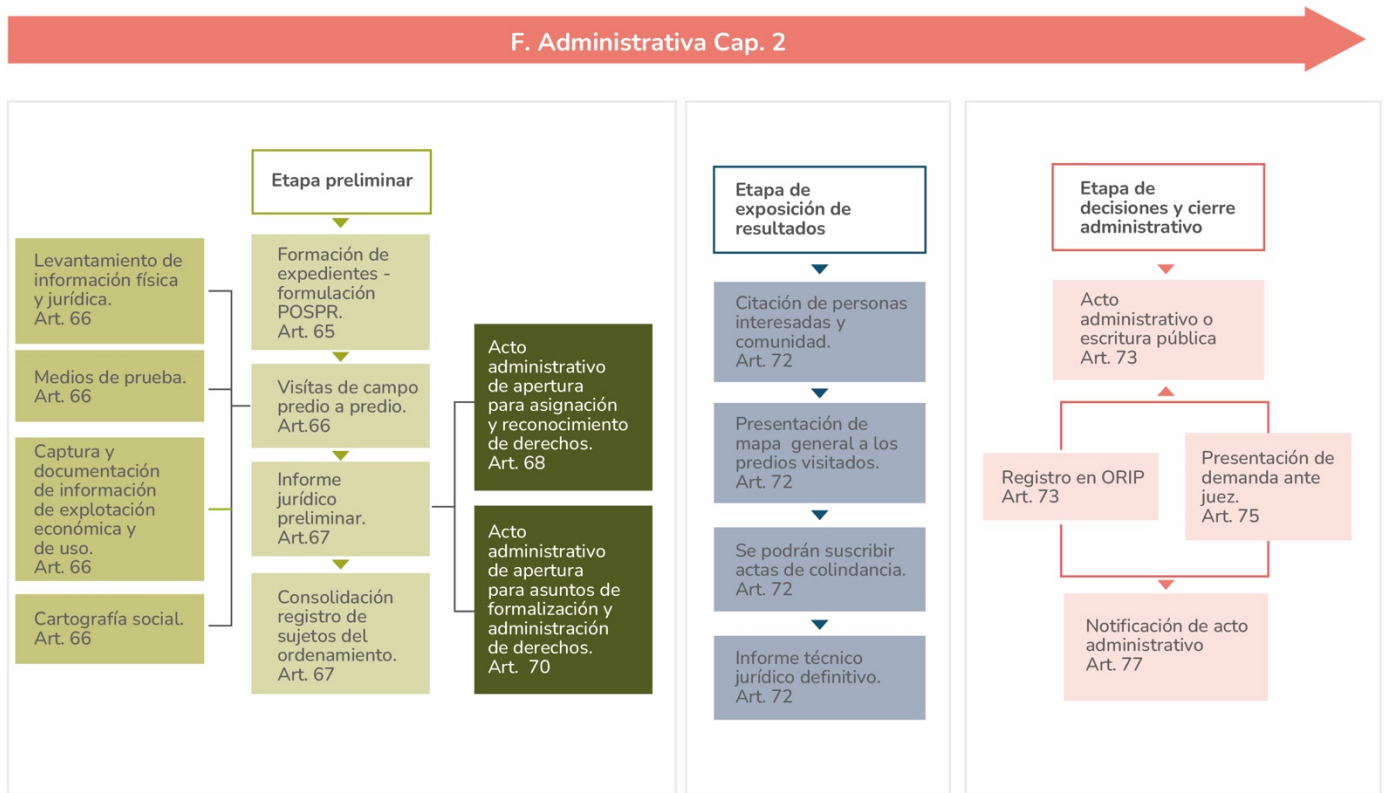 F. Administrativa Cap. 2
Etapa preliminar
Levantamiento de
información física
y jurídica.
Art. 66
Medios de prueba.
Art. 66
Captura y
documentación
de información
de explotación
económica y
de uso.
Art. 66
Cartografía social.
Art. 66
Formación de
expedientes -
formulación
POSPR.
Art. 65
Visítas de campo
predio a predio.
Art.66
Informe
jurídico
preliminar.
Art.67
Consolidación
registro de
sujetos del
ordenamiento.
Art. 67
Acto
administrativo
de apertura
para asignación
y reconocimiento
de derechos.
Art. 68
Acto
administrativo
de apertura
para asuntos de
formalización y
administración
de derechos.
Art. 70
Etapa de
exposición de
resultados
Citación de personas
interesadas y
comunidad.
Art. 72
Presentación de
mapa general a los
predios visitados.
Art. 72
Se podrán suscribir
actas de colindancia.
Art. 72
Informe técnico
jurídico definitivo.
Art. 72
Etapa de
decisiones y cierre
administrativo
Acto
administrativo o
escritura pública
Art. 73
Registro en ORIP
Art. 73
Presentación de
demanda ante
juez.
Art. 75
Notificación de acto
administrativo
Art. 77